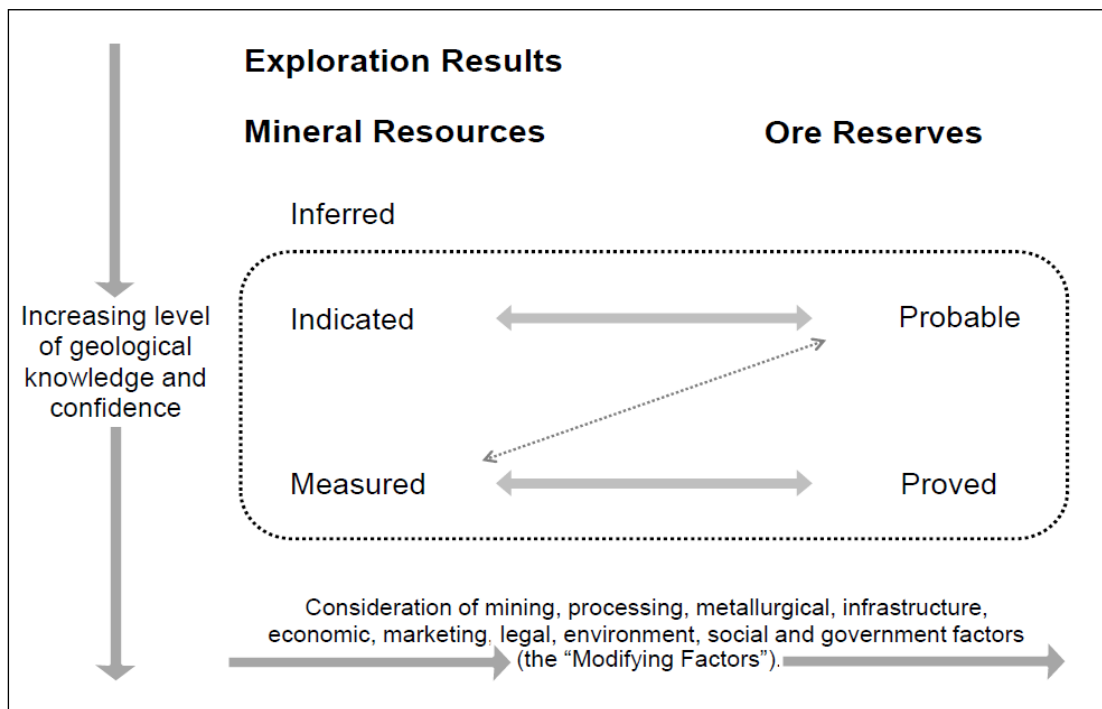 Exploration Results
Mineral Resources
Ore Reserves
Inferred
Increasing level
of geological
knowledge and
confidence
Indicated
Probable
Measured
Proved
Consideration of mining, processing, metallurgical, infrastructure,
economic, marketing, legal, environment, social and government factors
(the “Modifying Factors”).